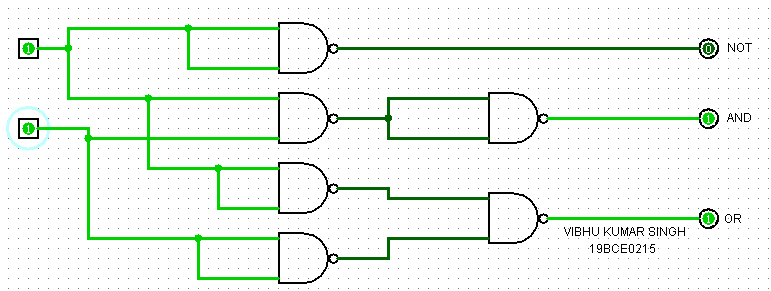 1
0 NOT
1
1 AND
1 OR
VIBHU KUMAR SINGH
19BCE0215